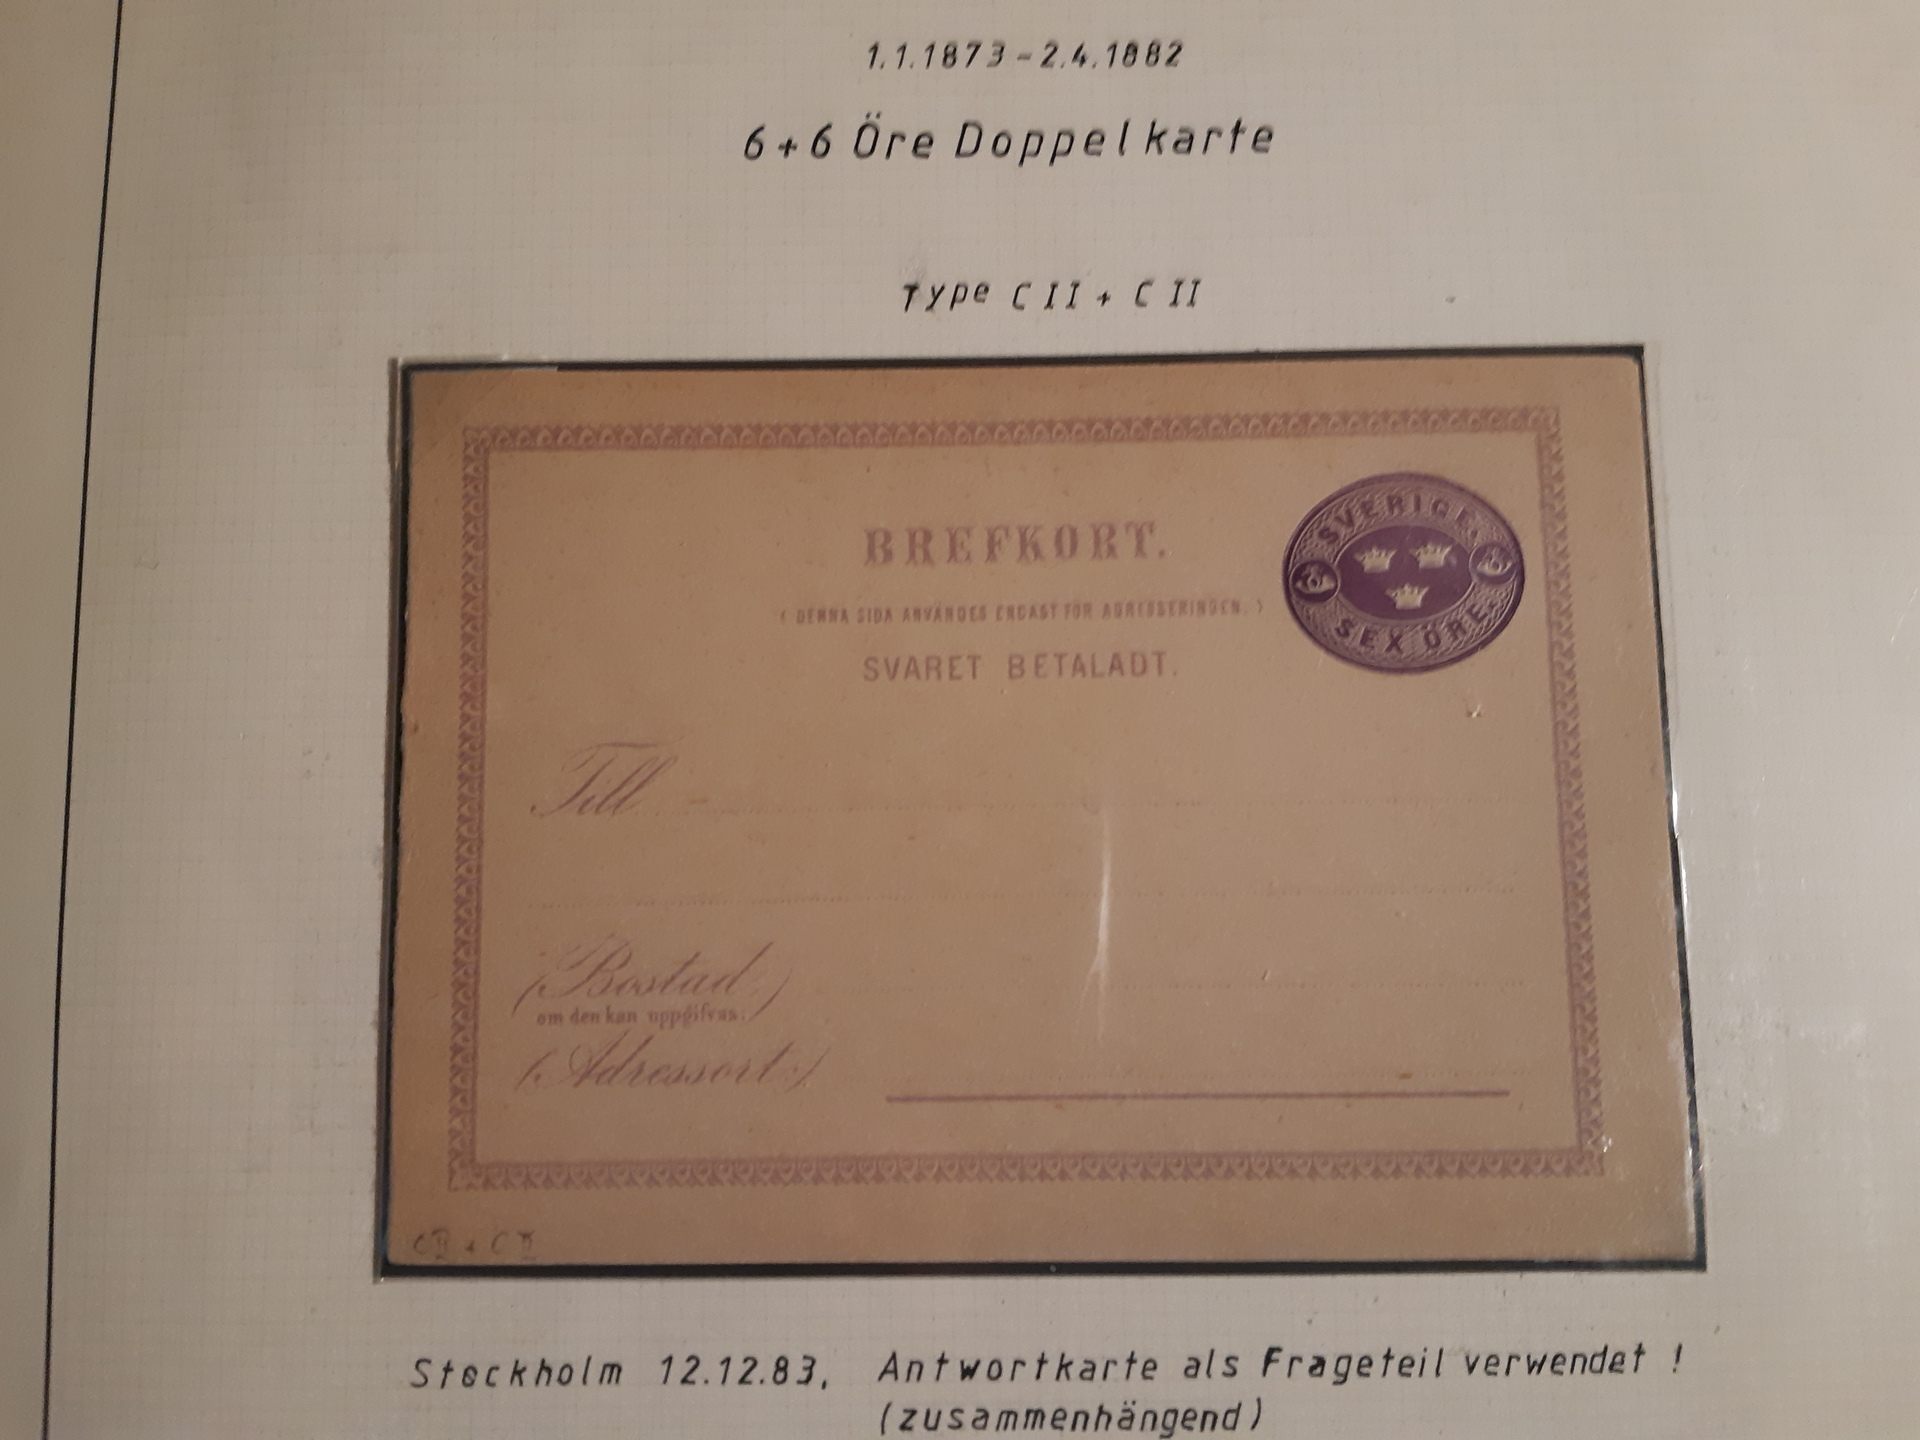 1.1.1873 - 2.4.1882
6+6 Öre Doppelkarte
Type C II + C II
BREFKORT.
SVERIGE.
6 6
SEX ÖRE.
( DENNA SIDA ANVÄNDES ENDAST FÖR ADRESSERINGEN. )
SVARET BETALADT.
Till
(Bostad,)
om den kan uppgifvas:
(Adressort:)
C II + C II
Stockholm 12.12.83, Antwortkarte als Frageteil verwendet !
(zusammenhängend)